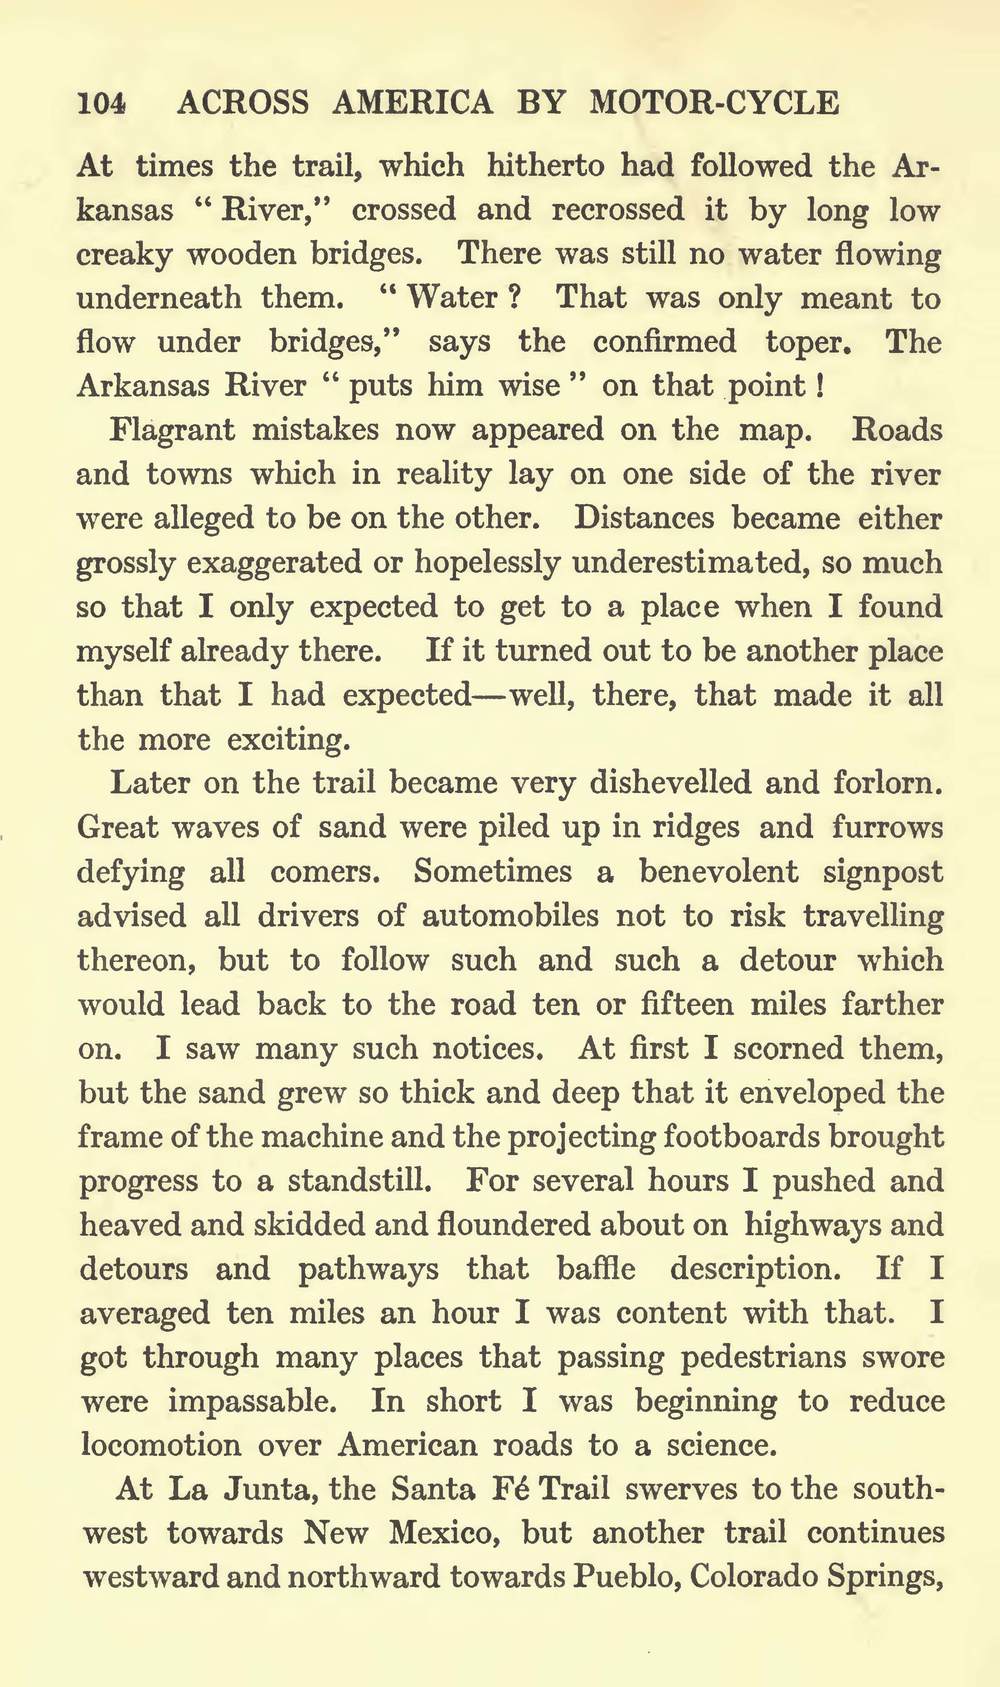 104 ACROSS AMERICA BY MOTOR-CYCLE
At times the trail, which hitherto had followed the Ar-
kansas “ River,” crossed and recrossed it by long low
creaky wooden bridges. There was still no water flowing
underneath them. “ Water ? That was only meant to
flow under bridges,” says the confirmed toper. The
Arkansas River “ puts him wise ” on that point !
Flagrant mistakes now appeared on the map. Roads
and towns which in reality lay on one side of the river
were alleged to be on the other. Distances became either
grossly exaggerated or hopelessly underestimated, so much
so that I only expected to get to a place when I found
myself already there. If it turned out to be another place
than that I had expected—well, there, that made it all
the more exciting.
Later on the trail became very dishevelled and forlorn.
Great waves of sand were piled up in ridges and furrows
defying all comers. Sometimes a benevolent signpost
advised all drivers of automobiles not to risk travelling
thereon, but to follow such and such a detour which
would lead back to the road ten or fifteen miles farther
on. I saw many such notices. At first I scorned them,
but the sand grew so thick and deep that it enveloped the
frame of the machine and the projecting footboards brought
progress to a standstill. For several hours I pushed and
heaved and skidded and floundered about on highways and
detours and pathways that baffle description. If I
averaged ten miles an hour I was content with that. I
got through many places that passing pedestrians swore
were impassable. In short I was beginning to reduce
locomotion over American roads to a science.
At La Junta, the Santa Fé Trail swerves to the south-
west towards New Mexico, but another trail continues
westward and northward towards Pueblo, Colorado Springs,